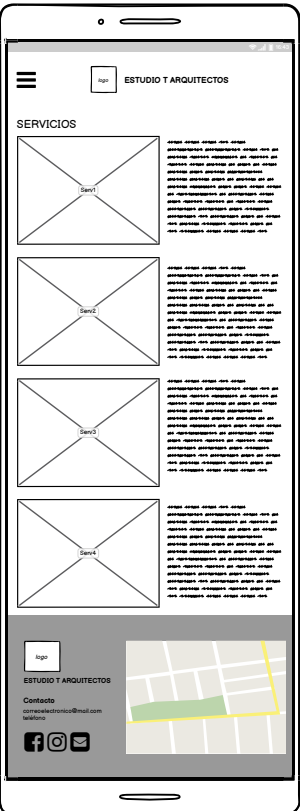 logo
ESTUDIO T ARQUITECTOS
SERVICIOS
Serv1
Serv2
Serv3
Serv4
logo
ESTUDIO T ARQUITECTOS
Contacto
correoelectronico@mail.com
teléfono